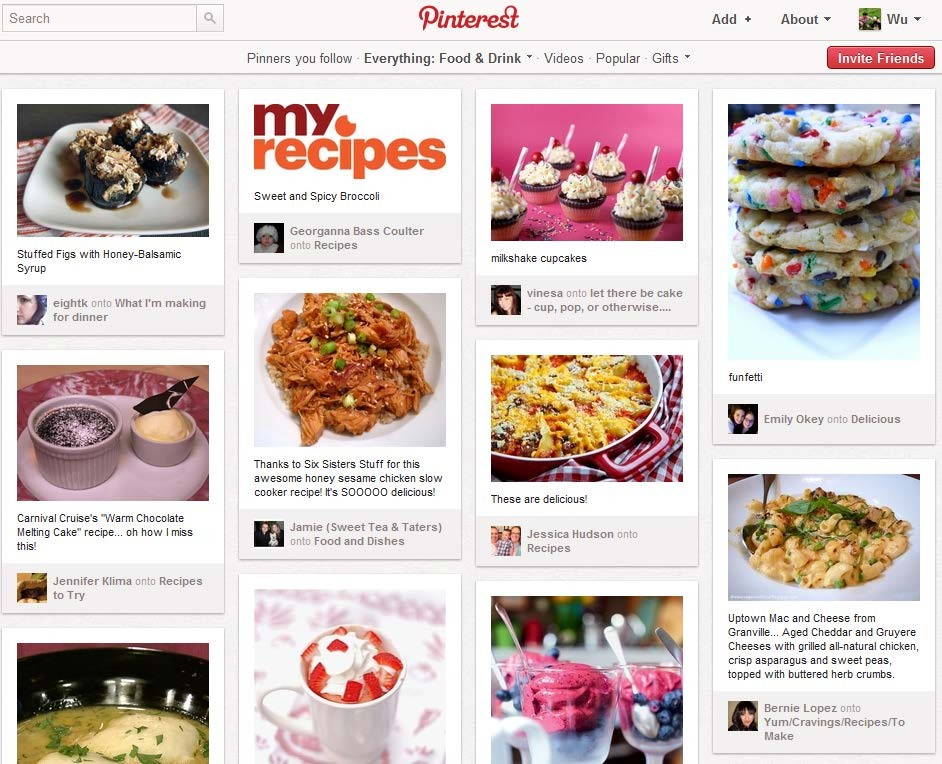 Search
Pinterest
Add +
About
Wu
Pinners you follow · Everything: Food & Drink · Videos · Popular · Gifts
Invite Friends
Stuffed Figs with Honey-Balsamic
Syrup
eightk onto What I'm making
for dinner
Carnival Cruise's "Warm Chocolate
Melting Cake" recipe... oh how I miss
this!
Jennifer Klima onto Recipes
to Try
my
recipes
Sweet and Spicy Broccoli
Georganna Bass Coulter
onto Recipes
Thanks to Six Sisters Stuff for this
awesome honey sesame chicken slow
cooker recipe! It's SOOOOO delicious!
Jamie (Sweet Tea & Taters)
onto Food and Dishes
milkshake cupcakes
vinesa onto let there be cake
- cup, pop, or otherwise....
These are delicious!
Jessica Hudson onto
Recipes
funfetti
Emily Okey onto Delicious
Uptown Mac and Cheese from
Granville... Aged Cheddar and Gruyere
Cheeses with grilled all-natural chicken,
crisp asparagus and sweet peas,
topped with buttered herb crumbs.
Bernie Lopez onto
Yum/Cravings/Recipes/To
Make